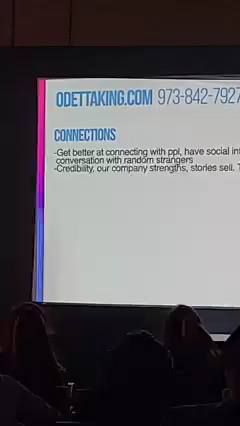 ODETTAKING.COM 973-842-7927
CONNECTIONS
-Get better at connecting with ppl, have social in
conversation with random strangers
-Credibility, our company strengths, stories sell. T